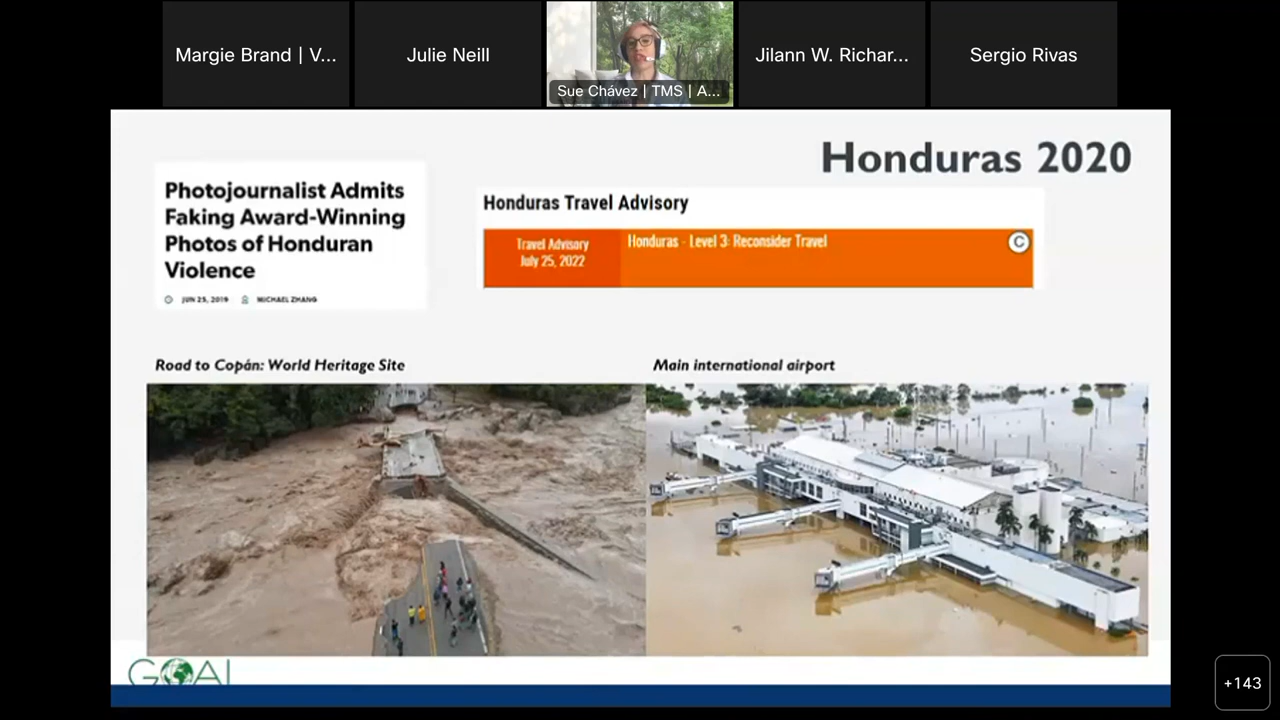 Margie Brand | V...
Julie Neill
Sue Chávez | TMS | A...
Jilann W. Richar...
Sergio Rivas
Honduras 2020
Photojournalist Admits
Faking Award-Winning
Photos of Honduran
Violence
JUN 25, 2019 MICHAEL ZHANG
Honduras Travel Advisory
Travel Advisory
July 25, 2022
Honduras - Level 3: Reconsider Travel
C
Road to Copán: World Heritage Site
Main international airport
GOAL
+143